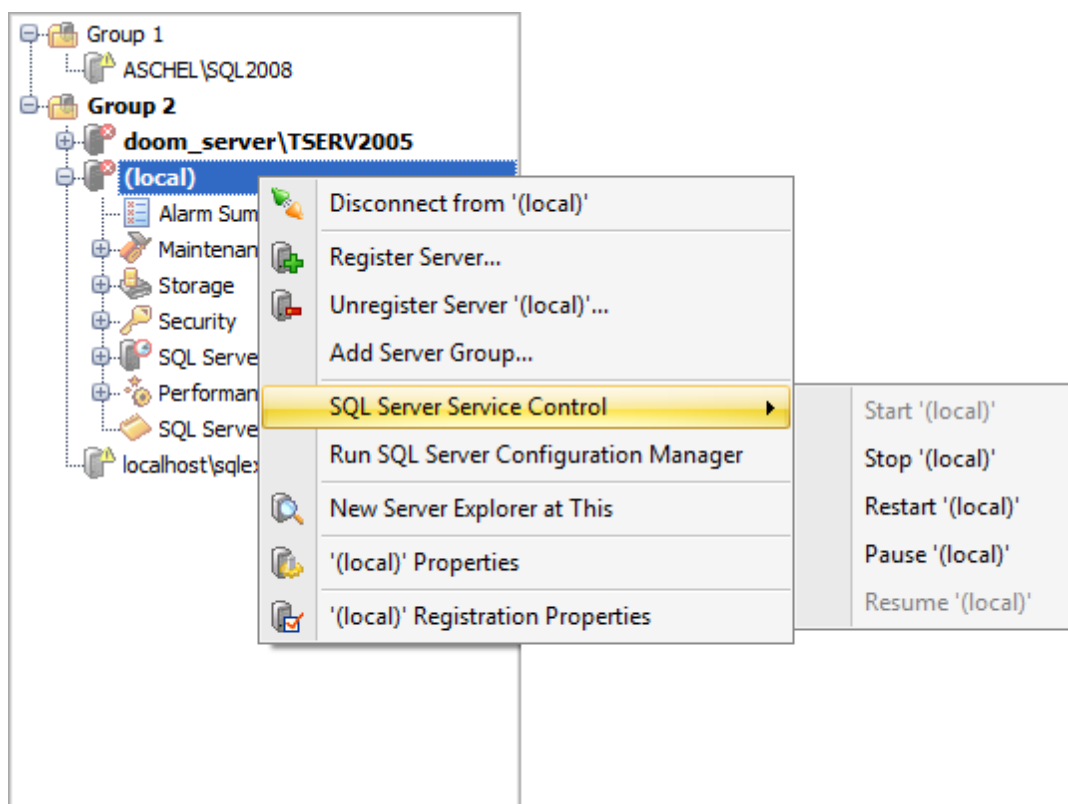 Group 1
ASCHEL\SQL2008
Group 2
doom_server\TSERV2005
(local)
Alarm Sum
Maintenan
Storage
Security
SQL Serve
Performan
SQL Serve
localhost\sqlex
Disconnect from '(local)'
Register Server...
Unregister Server '(local)'...
Add Server Group...
SQL Server Service Control
Run SQL Server Configuration Manager
New Server Explorer at This
'(local)' Properties
'(local)' Registration Properties
Start '(local)'
Stop '(local)'
Restart '(local)'
Pause '(local)'
Resume '(local)'